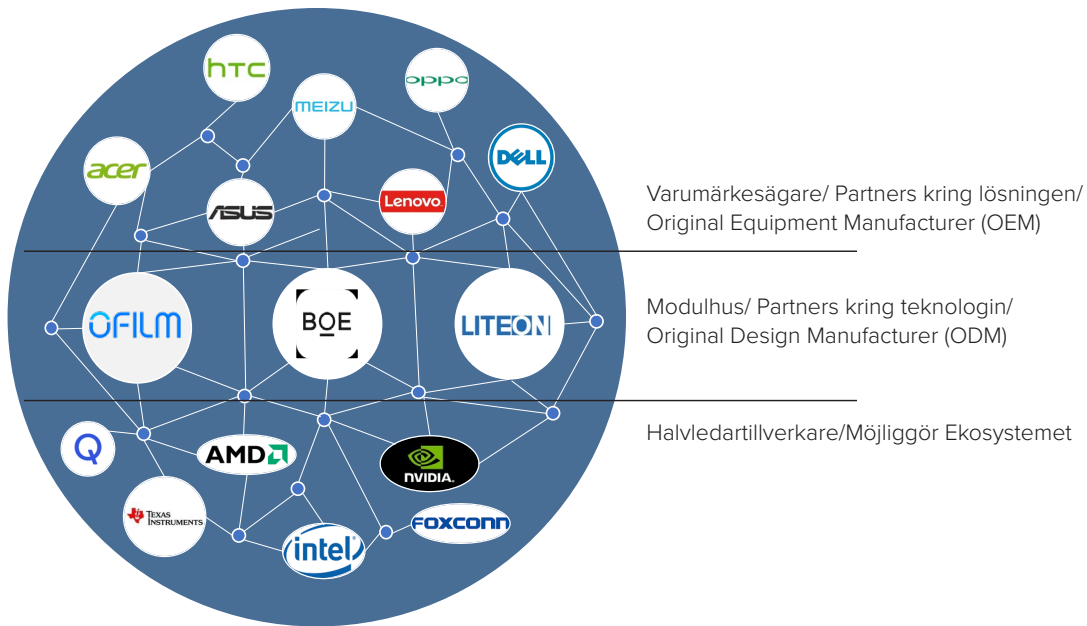 hTC
oppo
MEIZU
DELL
acer
ASUS
Lenovo
Varumärkesägare/ Partners kring lösningen/
Original Equipment Manufacturer (OEM)
OFILM
BOE
LITEON
Modulhus/ Partners kring teknologin/
Original Design Manufacturer (ODM)
Halvledartillverkare/Möjliggör Ekosystemet
Q
AMD
nVIDIA.
TEXAS
INSTRUMENTS
FOXCONN
intel